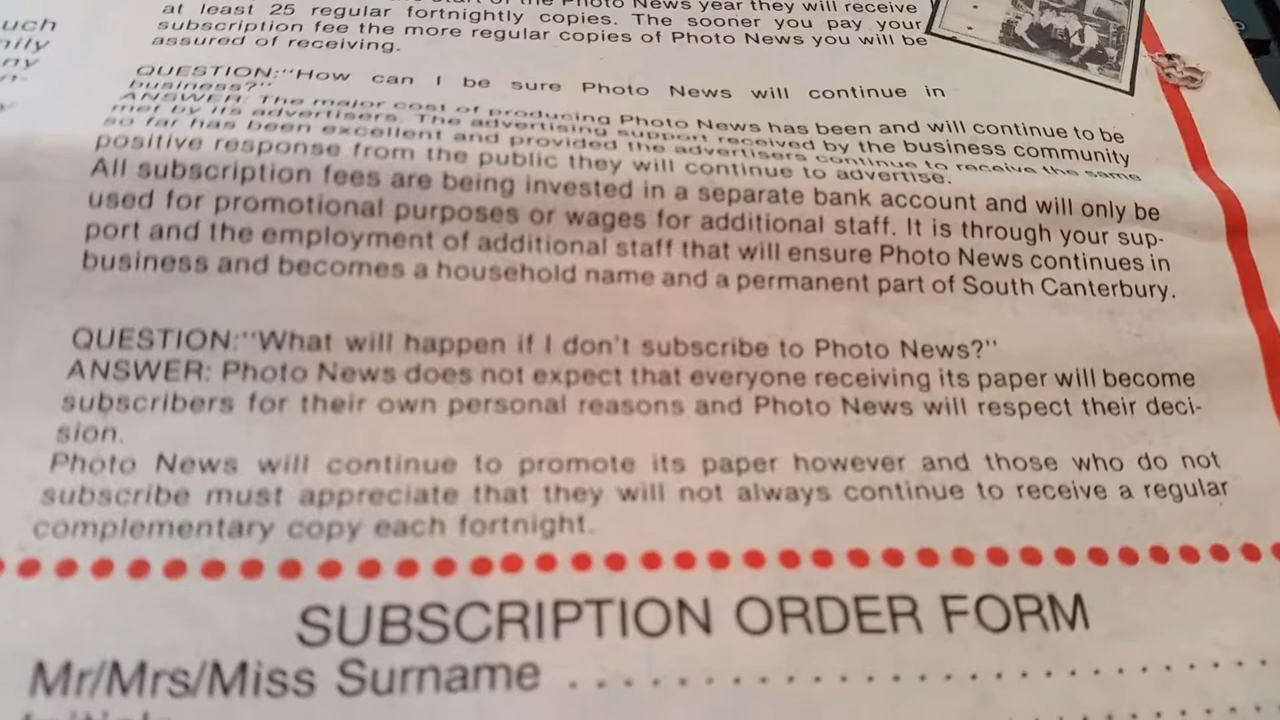 uch
nily
ny
n-
y
of the Photo News year they will receive
at least 25 regular fortnightly copies. The sooner you pay your
subscription fee the more regular copies of Photo News you will be
assured of receiving.
QUESTION:"How can I be sure Photo News will continue in
business?"
ANSWER: The major cost of producing Photo News has been and will continue to be
met by its advertisers. The advertising support received by the business community
so far has been excellent and provided the advertisers continue to receive the same
positive response from the public they will continue to advertise.
All subscription fees are being invested in a separate bank account and will only be
used for promotional purposes or wages for additional staff. It is through your sup-
port and the employment of additional staff that will ensure Photo News continues in
business and becomes a household name and a permanent part of South Canterbury.
QUESTION:"What will happen if I don't subscribe to Photo News?"
ANSWER: Photo News does not expect that everyone receiving its paper will become
subscribers for their own personal reasons and Photo News will respect their deci-
sion.
Photo News will continue to promote its paper however and those who do not
subscribe must appreciate that they will not always continue to receive a regular
complementary copy each fortnight.
SUBSCRIPTION ORDER FORM
Mr/Mrs/Miss Surname